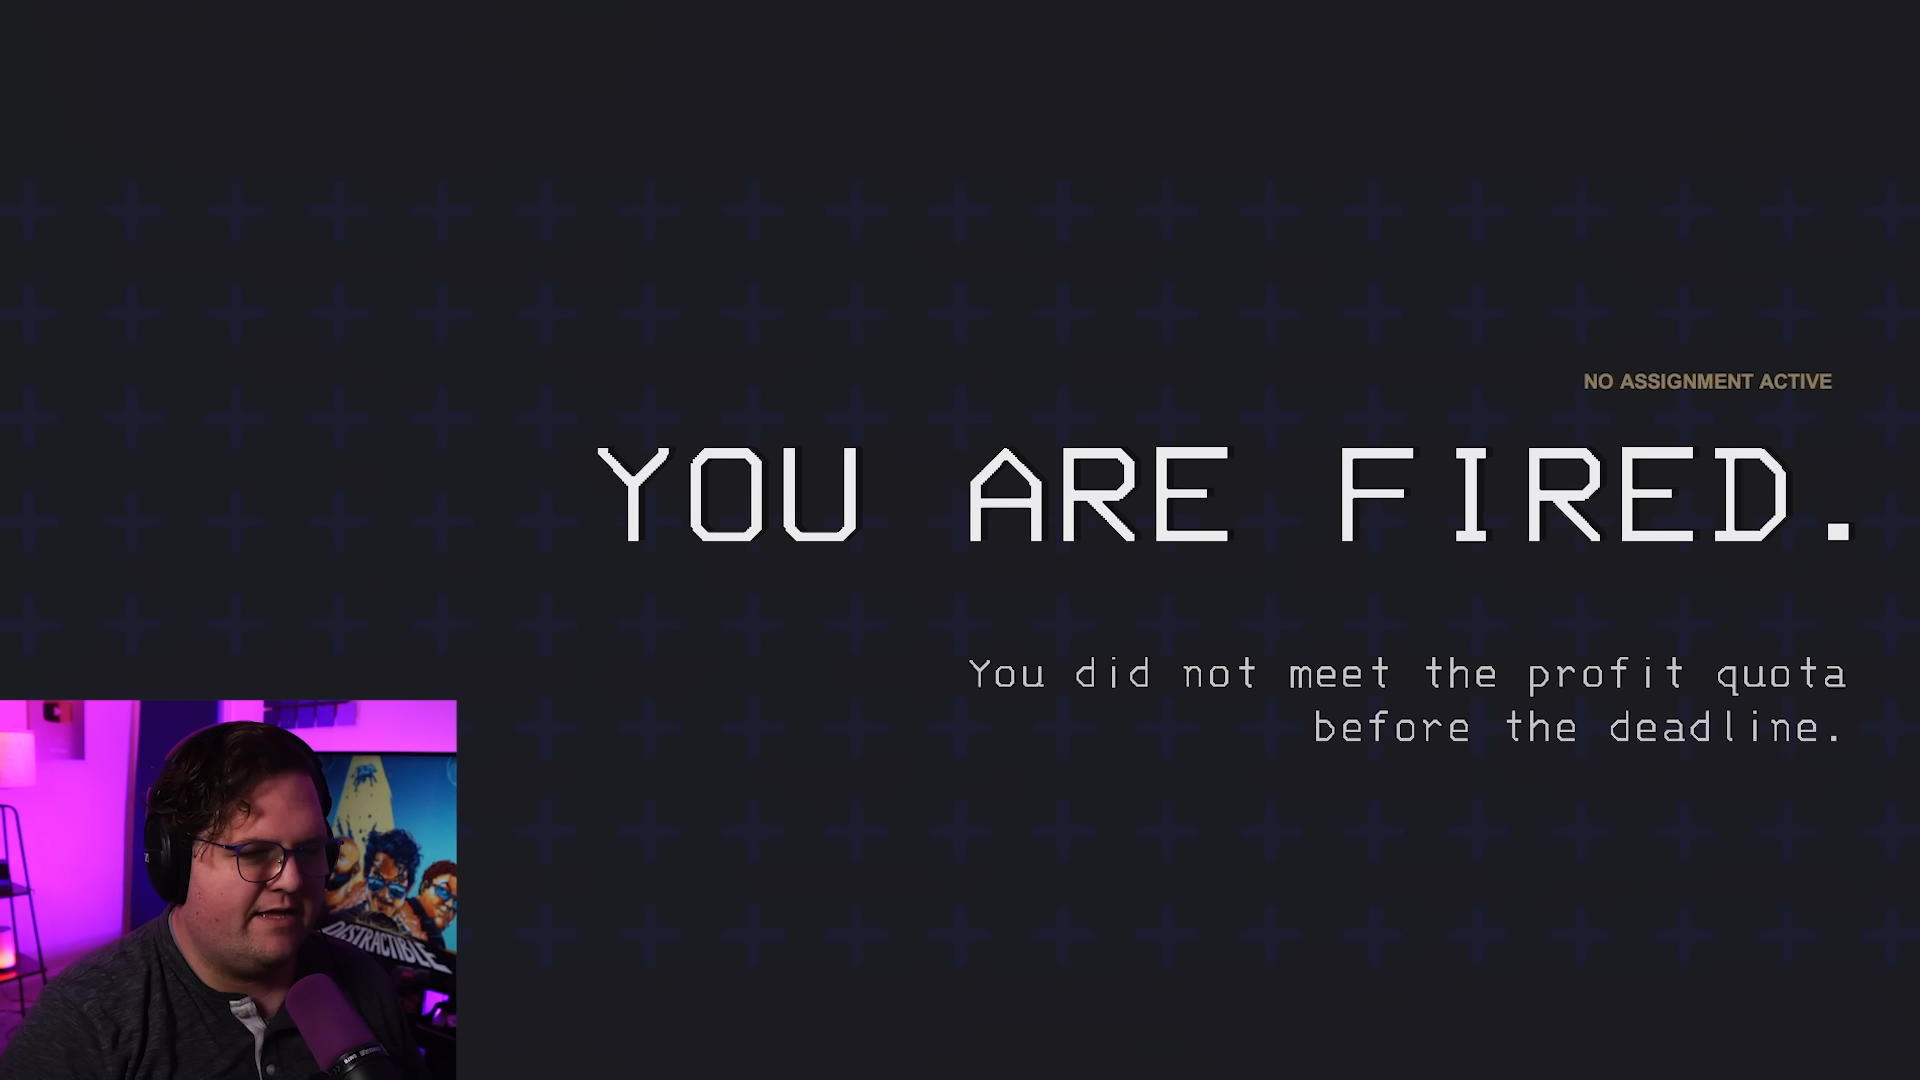 NO ASSIGNMENT ACTIVE
YOU ARE FIRED.
You did not meet the profit quota
before the deadline.
DISTRACTIBLE